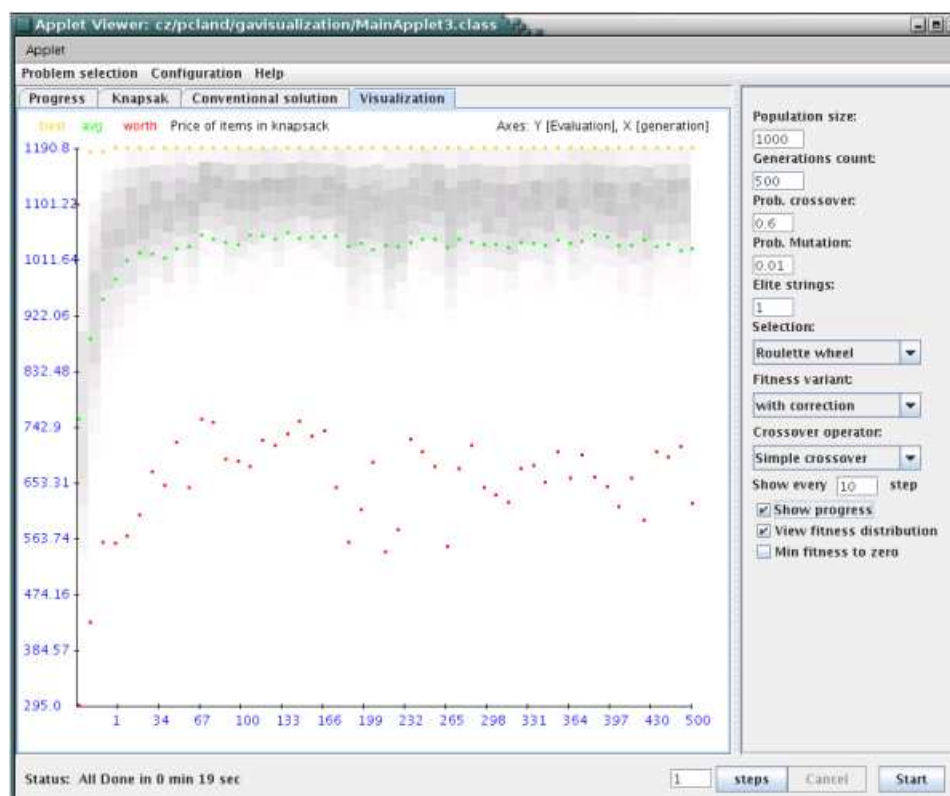 Applet Viewer: cz/pcland/gavisualization/MainApplet3.class
Applet
Problem selection Configuration Help
Progress Knapsak Conventional solution Visualization
best avg worth Price of items in knapsack Axes: Y [Evaluation], X [generation]
1190.8
1101.22
1011.64
922.06
832.48
742.9
653.31
563.74
474.16
384.57
295.0
1 34 67 100 133 166 199 232 265 298 331 364 397 430 500
Population size:
1000
Generations count:
500
Prob. crossover:
0.6
Prob. Mutation:
0.01
Elite strings:
1
Selection:
Roulette wheel
Fitness variant:
with correction
Crossover operator:
Simple crossover
Show every 10 step
Show progress
View fitness distribution
Min fitness to zero
Status: All Done in 0 min 19 sec
1 steps Cancel Start